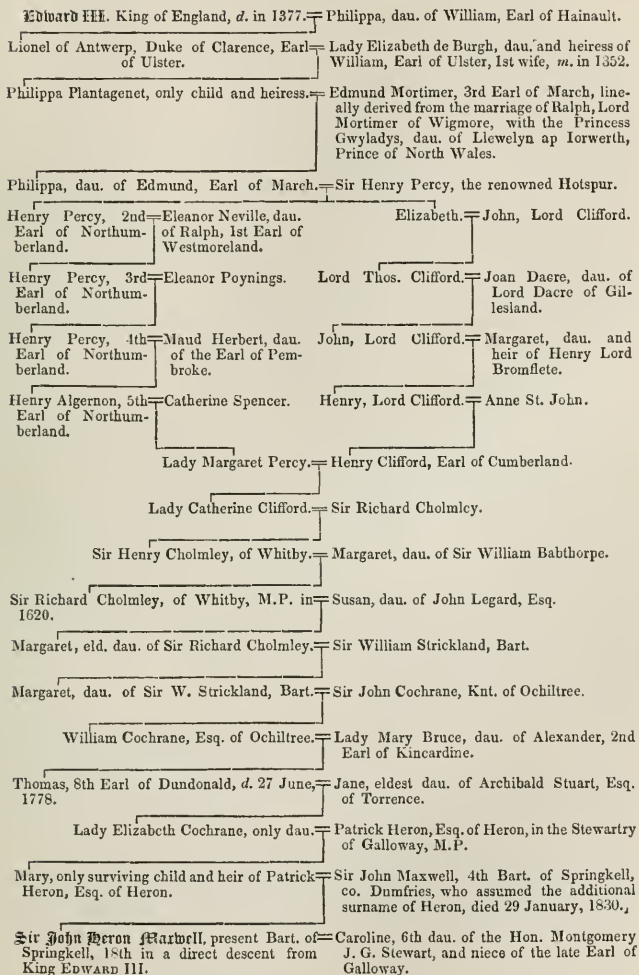 Edward III. King of England, d. in 1377. Philippa, dau. of William, Earl of Hainault.
Lionel of Antwerp, Duke of Clarence, Earl
of Ulster.
Lady Elizabeth de Burgh, dau. and heiress of
William, Earl of Ulster, 1st wife, m. in 1352.
Philippa Plantagenet, only child and heiress.
Edmund Mortimer, 3rd Earl of March, line-
ally derived from the marriage of Ralph, Lord
Mortimer of Wigmore, with the Princess
Gwyladys, dau. of Llewelyn ap Iorwerth,
Prince of North Wales.
Philippa, dau. of Edmund, Earl of March. Sir Henry Percy, the renowned Hotspur.
Henry Percy, 2nd
Earl of Northum-
berland.
Eleanor Neville, dau.
of Ralph, 1st Earl of
Westmoreland.
Elizabeth. John, Lord Clifford.
Henry Percy, 3rd
Earl of Northum-
berland.
Eleanor Poynings.
Lord Thos. Clifford.
Joan Dacre, dau. of
Lord Dacre of Gil-
lesland.
Henry Percy, 4th
Earl of Northum-
berland.
Maud Herbert, dau.
of the Earl of Pem-
broke.
John, Lord Clifford.
Margaret, dau. and
heir of Henry Lord
Bromflete.
Henry Algernon, 5th
Earl of Northum-
berland.
Catherine Spencer.
Henry, Lord Clifford. Anne St. John.
Lady Margaret Percy. Henry Clifford, Earl of Cumberland.
Lady Catherine Clifford. Sir Richard Cholmley.
Sir Henry Cholmley, of Whitby. Margaret, dau. of Sir William Babthorpe.
Sir Richard Cholmley, of Whitby, M.P. in
1620.
Susan, dau. of John Legard, Esq.
Margaret, eld. dau. of Sir Richard Cholmley. Sir William Strickland, Bart.
Margaret, dau. of Sir W. Strickland, Bart. Sir John Cochrane, Knt. of Ochiltree.
William Cochrane, Esq. of Ochiltree.
Lady Mary Bruce, dau. of Alexander, 2nd
Earl of Kincardine.
Thomas, 8th Earl of Dundonald, d. 27 June,
1778.
Jane, eldest dau. of Archibald Stuart, Esq.
of Torrence.
Lady Elizabeth Cochrane, only dau.
Patrick Heron, Esq. of Heron, in the Stewartry
of Galloway, M.P.
Mary, only surviving child and heir of Patrick
Heron, Esq. of Heron.
Sir John Maxwell, 4th Bart. of Springkell,
co. Dumfries, who assumed the additional
surname of Heron, died 29 January, 1830.
Sir John Heron Maxwell, present Bart. of
Springkell, 18th in a direct descent from
King EDWARD III.
Caroline, 6th dau. of the Hon. Montgomery
J. G. Stewart, and niece of the late Earl of
Galloway.